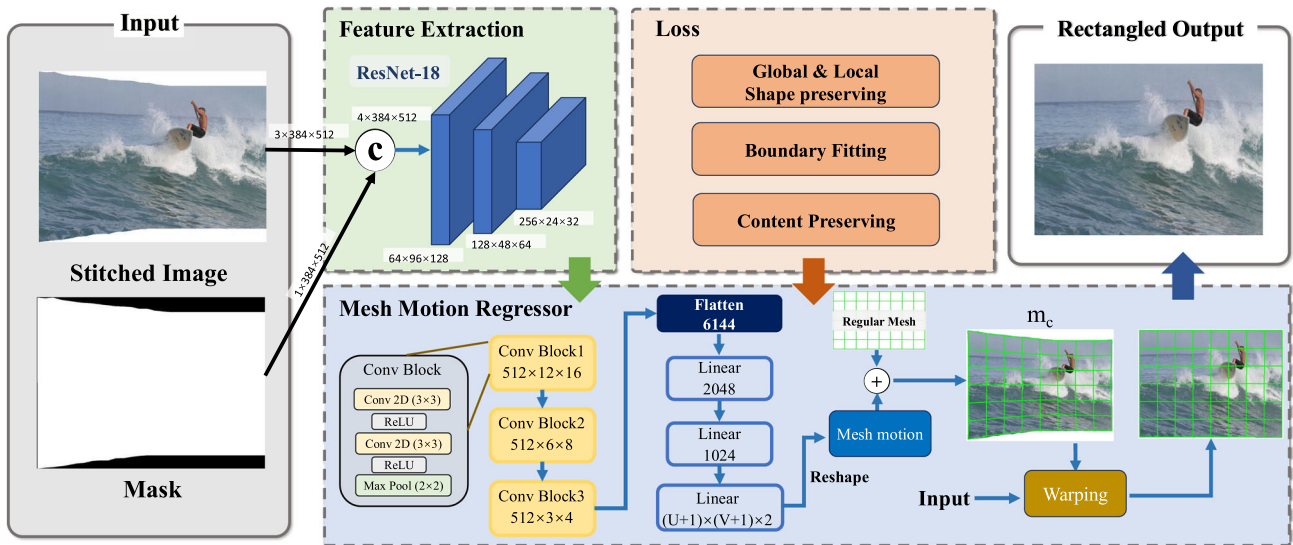 Input
Stitched Image
Mask
3×384×512
1×384×512
Feature Extraction
ResNet-18
4×384×512
C
64×96×128
128×48×64
256×24×32
Loss
Global & Local
Shape preserving
Boundary Fitting
Content Preserving
Rectangled Output
Mesh Motion Regressor
Conv Block
Conv 2D (3×3)
ReLU
Conv 2D (3×3)
ReLU
Max Pool (2×2)
Conv Block1
512×12×16
Conv Block2
512×6×8
Conv Block3
512×3×4
Flatten
6144
Linear
2048
Linear
1024
Linear
(U+1)×(V+1)×2
Reshape
Regular Mesh
+
Mesh motion
mc
Input
Warping